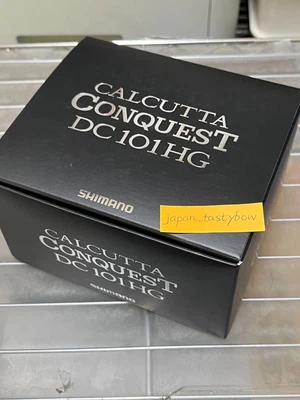 CALCUTTA
CONQUEST
DC 101HG
SHIMANO
japan_tastybow
CALCUTTA
CONQUEST
DC 101HG
SHIMANO